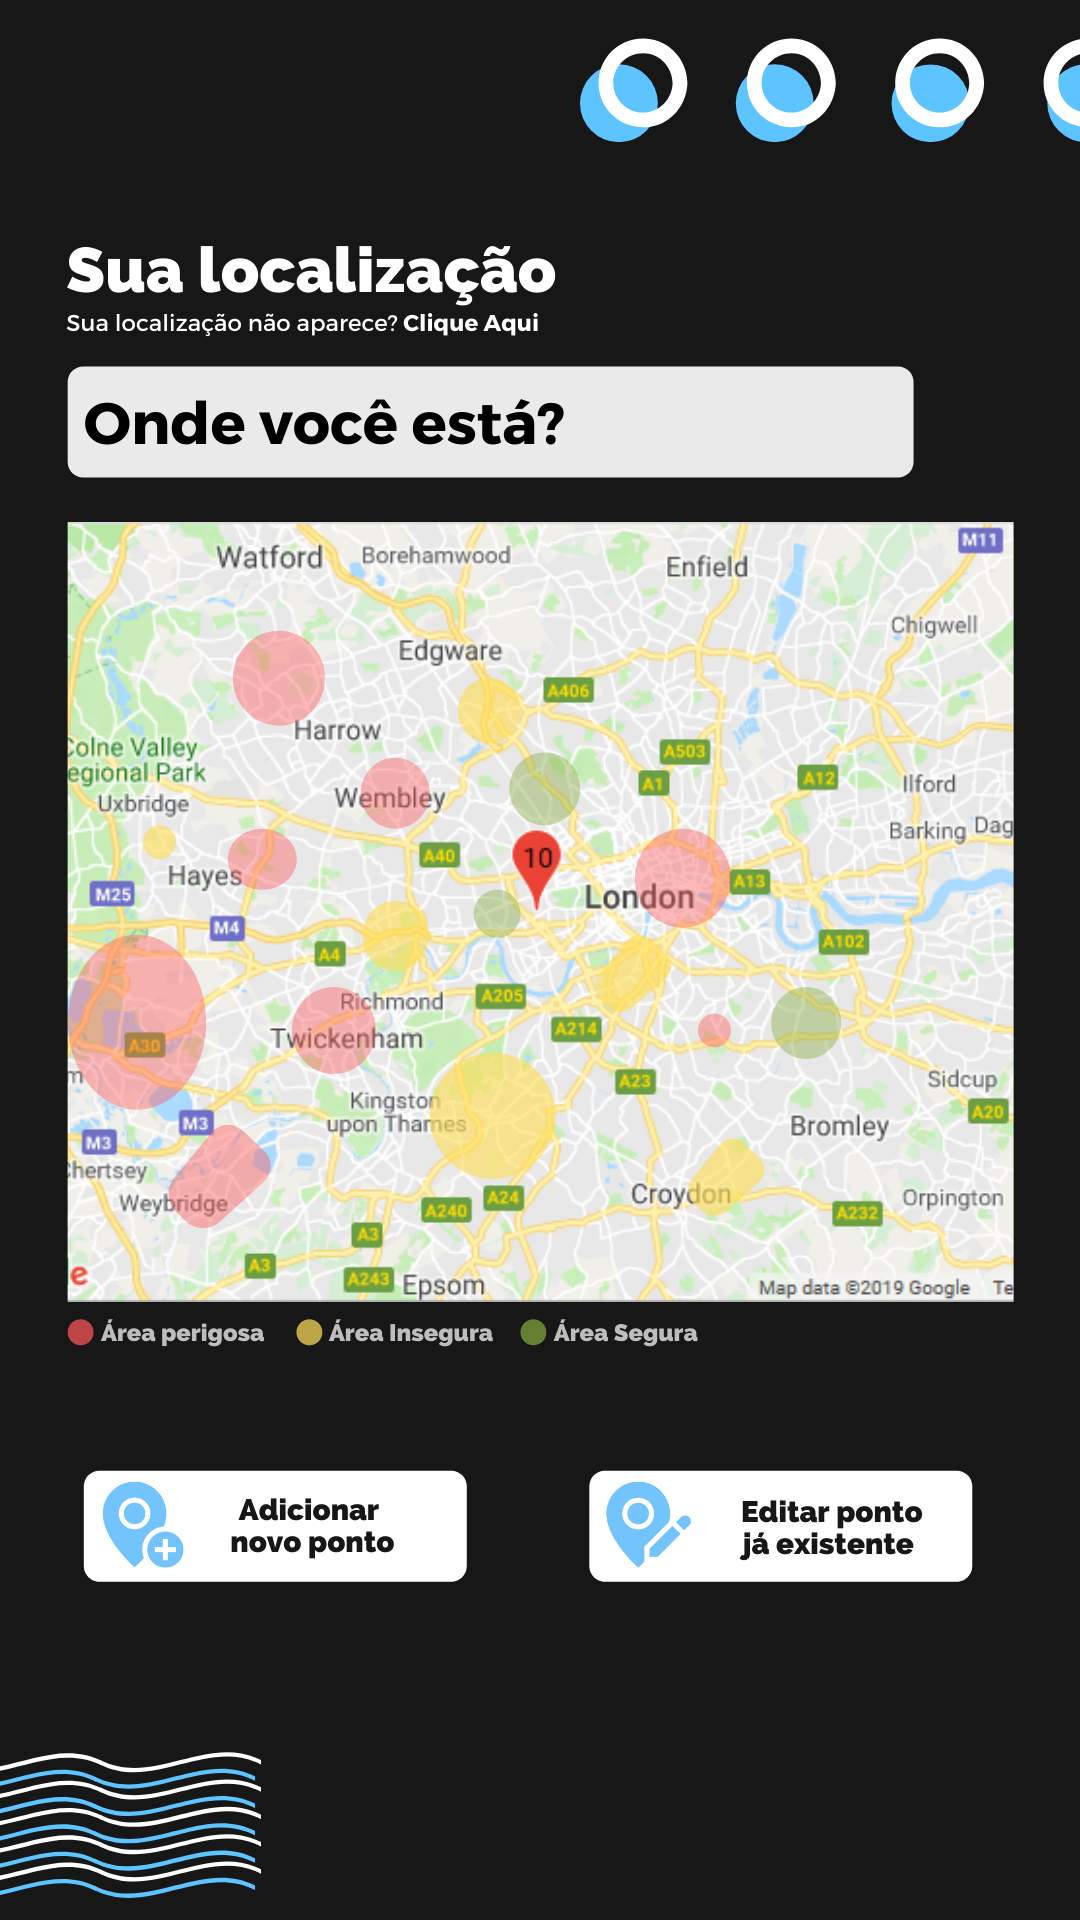 Sua localização
Sua localização não aparece? Clique Aqui
Onde você está?
M11
Watford
Borehamwood
Enfield
Chigwell
Edgware
A406
Harrow
Colne Valley
A503
egional Park
A1
A12
Ilford
Uxbridge
Wembley
Barking
Dag
A40
10
Hayes
A13
M25
London
M4
A102
A4
Richmond
A205
A214
Twickenham
A30
m
A23
Sidcup
Kingston
upon Thames
A20
M3
Bromley
M3
Chertsey
Weybridge
A24
Croydon
Orpington
A240
A232
A3
A3
e
A243
Epsom
Map data ©2019 Google
Te
Área perigosa
Área Insegura
Área Segura
Adicionar
novo ponto
Editar ponto
já existente